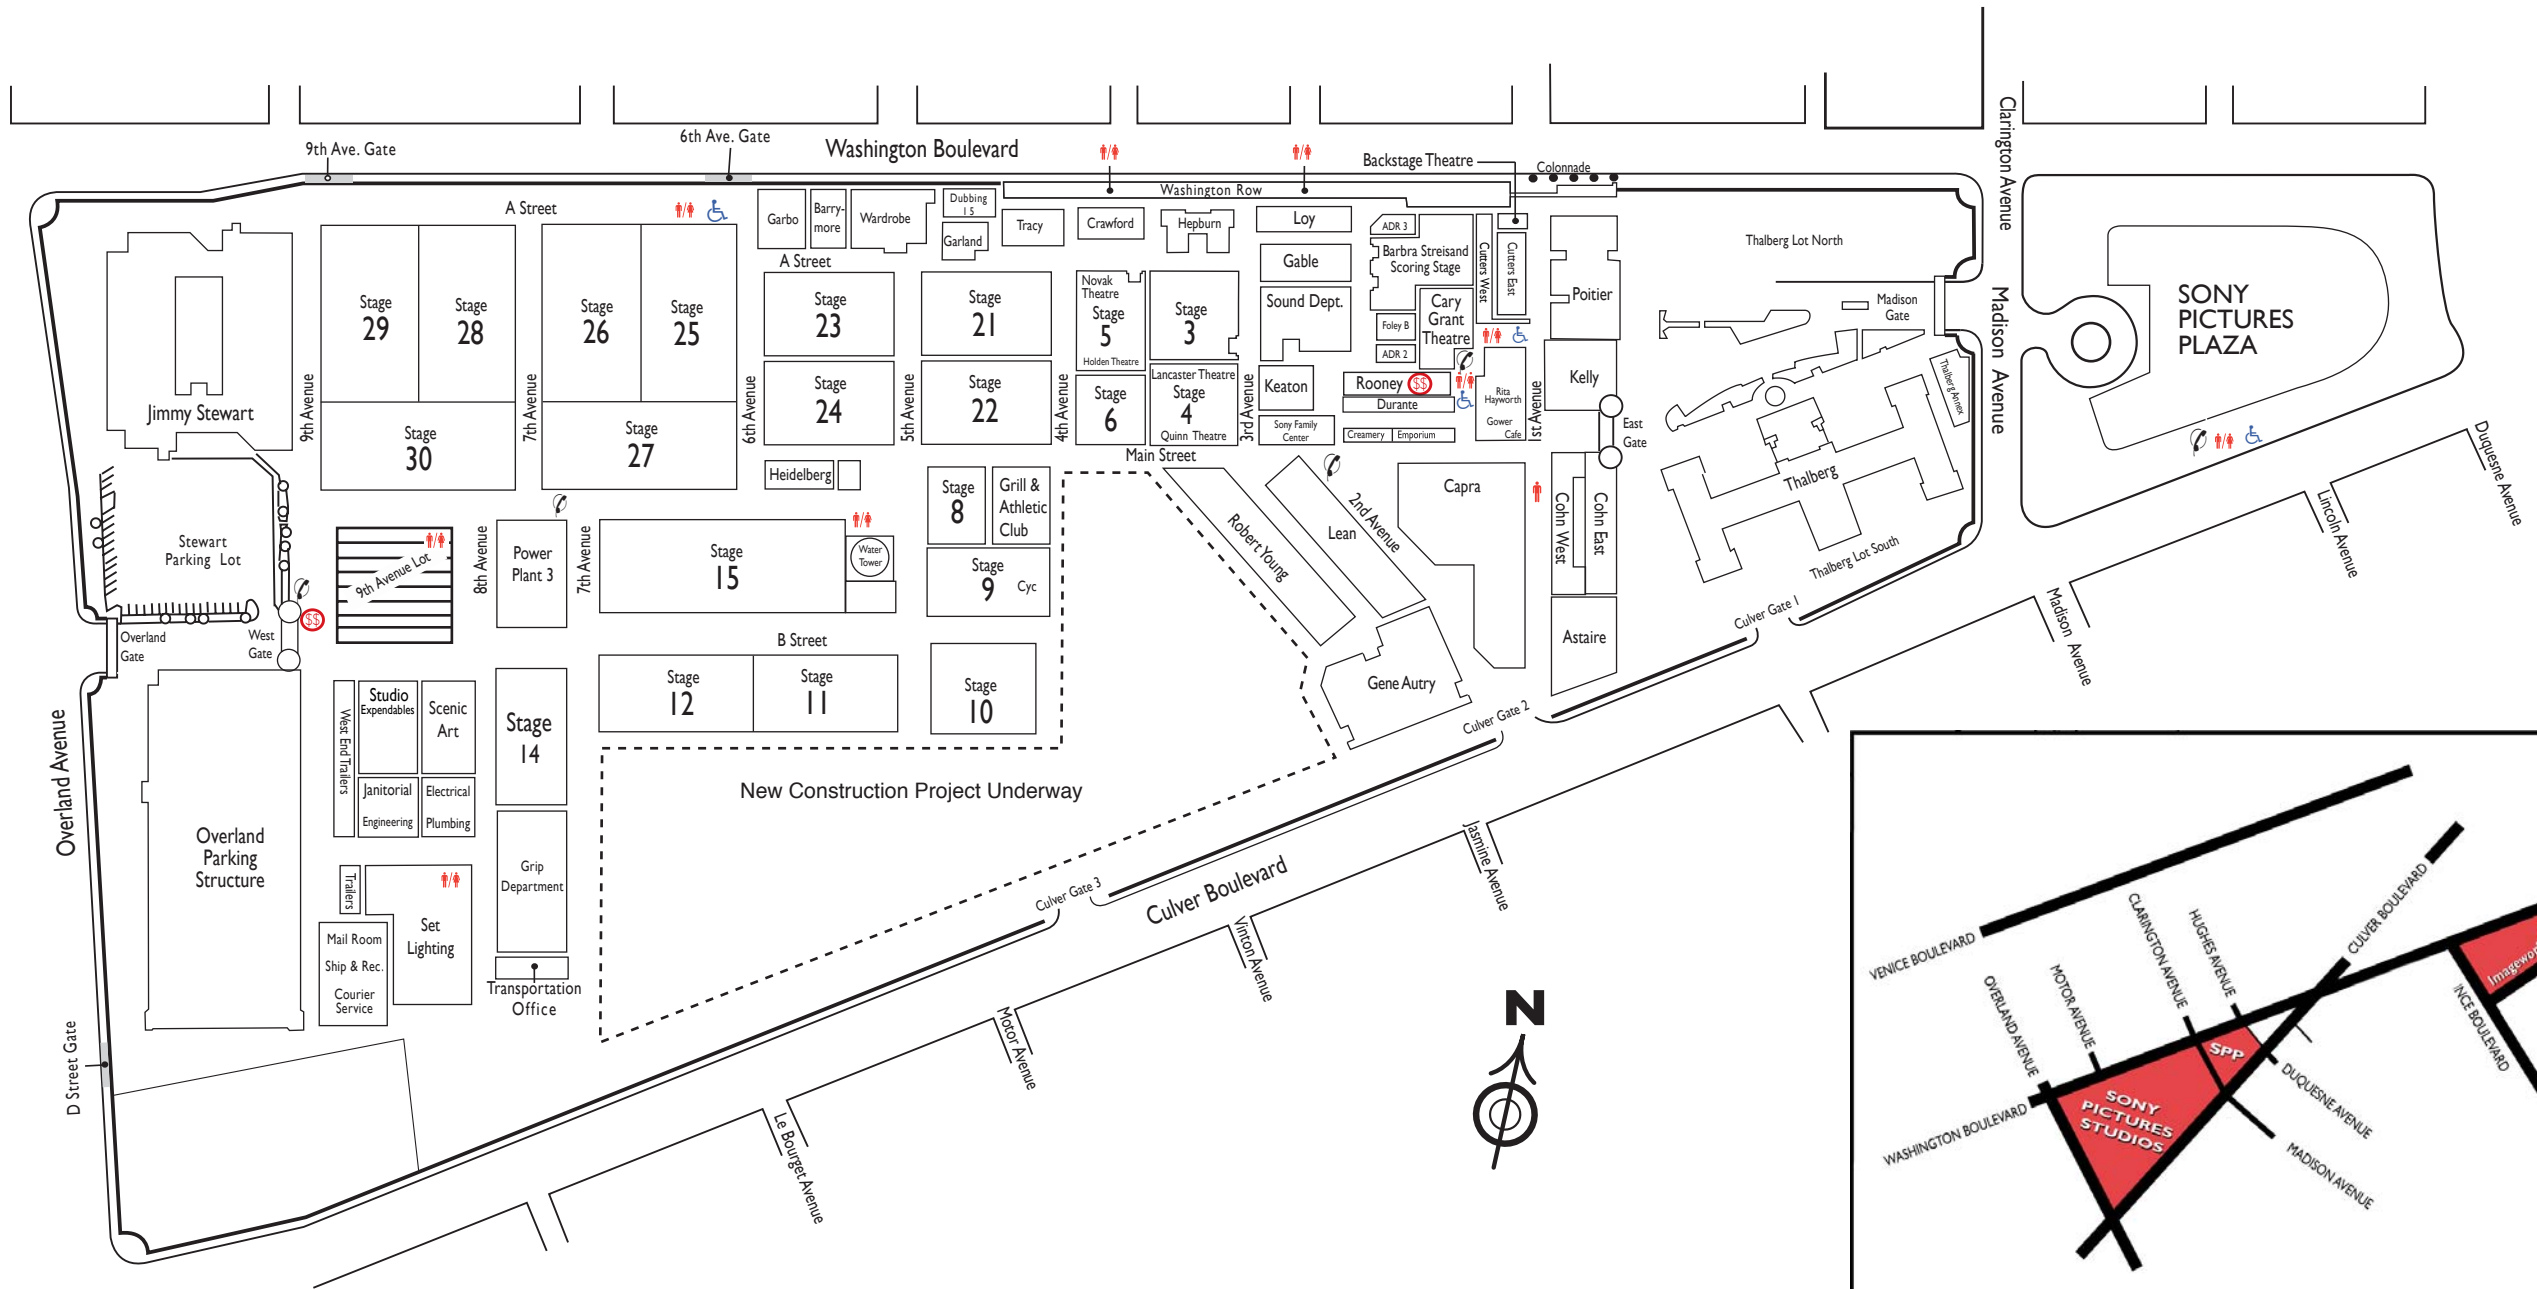 9th Ave. Gate
6th Ave. Gate
Washington Boulevard
Backstage Theatre
Colonnade
Washington Row
Clarington Avenue
A Street
Garbo
Barry-
more
Wardrobe
Dubbing
15
Garland
Tracy
Crawford
Hepburn
Loy
Gable
ADR 3
Barbra Streisand
Scoring Stage
Cutters West
Cutters East
Poitier
Thalberg Lot North
A Street
Stage
29
Stage
28
Stage
26
Stage
25
Stage
23
Stage
21
Novak
Theatre
Stage
5
Holden Theatre
Stage
3
Sound Dept.
Cary
Grant
Theatre
Foley B
ADR 2
Madison
Gate
Madison Avenue
SONY
PICTURES
PLAZA
Jimmy Stewart
9th Avenue
7th Avenue
6th Avenue
5th Avenue
4th Avenue
3rd Avenue
1st Avenue
Stage
30
Stage
27
Stage
24
Stage
22
Stage
6
Lancaster Theatre
Stage
4
Quinn Theatre
Keaton
Rooney
$$
Durante
Sony Family
Center
Creamery
Emporium
Rita
Hayworth
Gower
Cafe
Kelly
East
Gate
Thalberg Annex
Thalberg
Main Street
Heidelberg
Stage
8
Grill &
Athletic
Club
Robert Young
Lean
2nd Avenue
Capra
Cohn West
Cohn East
Stewart
Parking Lot
9th Avenue Lot
8th Avenue
Power
Plant 3
7th Avenue
Stage
15
Water
Tower
Stage
9
Cyc
Thalberg Lot South
Duquesne Avenue
Lincoln Avenue
Madison Avenue
Overland
Gate
West
Gate
$$
B Street
Astaire
Culver Gate 1
Gene Autry
Culver Gate 2
Overland Avenue
West End Trailers
Studio
Expendables
Scenic
Art
Stage
14
Stage
12
Stage
11
Stage
10
Janitorial
Engineering
Electrical
Plumbing
New Construction Project Underway
Overland
Parking
Structure
Trailers
Set
Lighting
Grip
Department
Culver Gate 3
Culver Boulevard
Jasmine Avenue
Mail Room
Ship & Rec.
Courier
Service
Transportation
Office
Vinton Avenue
Motor Avenue
D Street Gate
Le Bourget Avenue
N
VENICE BOULEVARD
CULVER BOULEVARD
CLARINGTON AVENUE
HUGHES AVENUE
MOTOR AVENUE
OVERLAND AVENUE
WASHINGTON BOULEVARD
SONY
PICTURES
STUDIOS
SPP
INCE BOULEVARD
DUQUESNE AVENUE
MADISON AVENUE